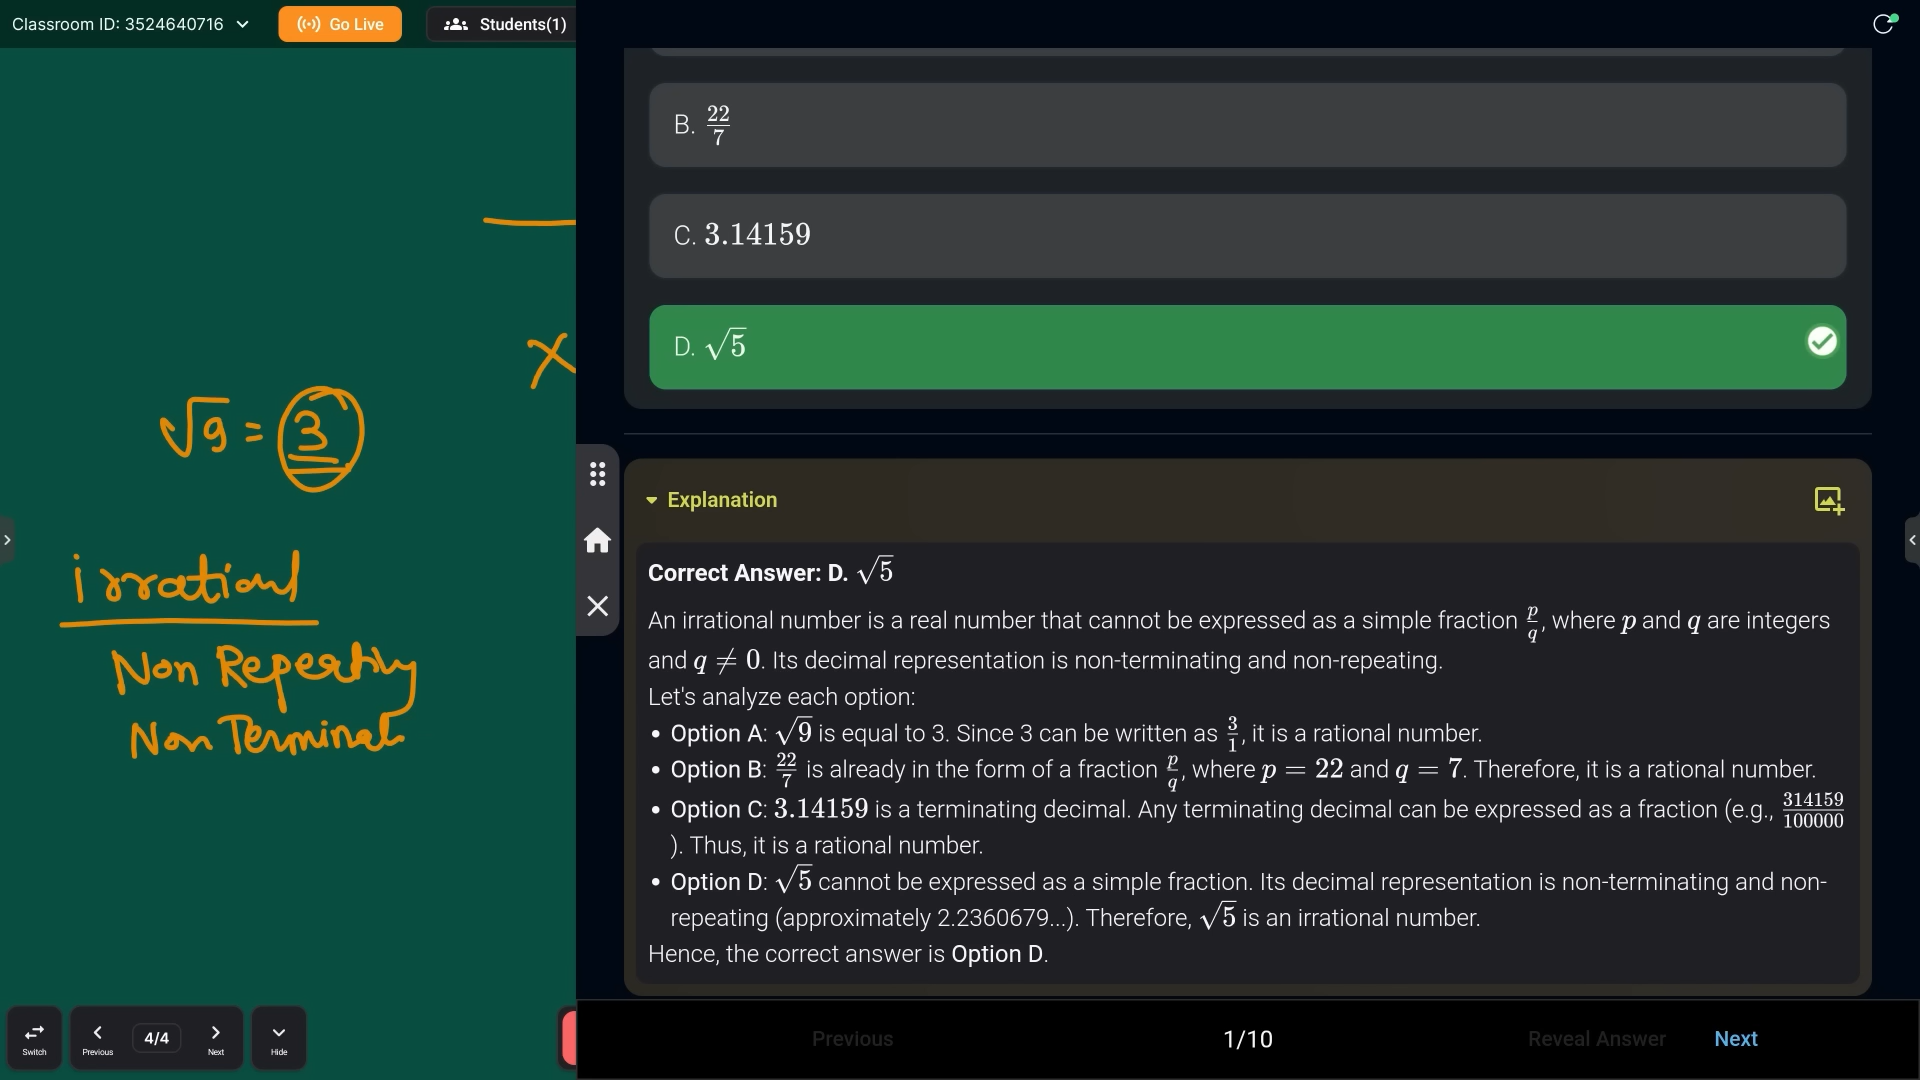 Classroom ID: 3524640716
Go Live
Students(1)
B. 22/7
C. 3.14159
D. √5
√9 = 3
x
irrational
Non Repeating
Non Terminal
Explanation
Correct Answer: D. √5
An irrational number is a real number that cannot be expressed as a simple fraction p/q, where p and q are integers
and q ≠ 0. Its decimal representation is non-terminating and non-repeating.
Let's analyze each option:
• Option A: √9 is equal to 3. Since 3 can be written as 3/1, it is a rational number.
• Option B: 22/7 is already in the form of a fraction p/q, where p = 22 and q = 7. Therefore, it is a rational number.
• Option C: 3.14159 is a terminating decimal. Any terminating decimal can be expressed as a fraction (e.g., 314159/100000
). Thus, it is a rational number.
• Option D: √5 cannot be expressed as a simple fraction. Its decimal representation is non-terminating and non-
repeating (approximately 2.2360679...). Therefore, √5 is an irrational number.
Hence, the correct answer is Option D.
Switch
Previous
4/4
Next
Hide
Previous
1/10
Reveal Answer
Next